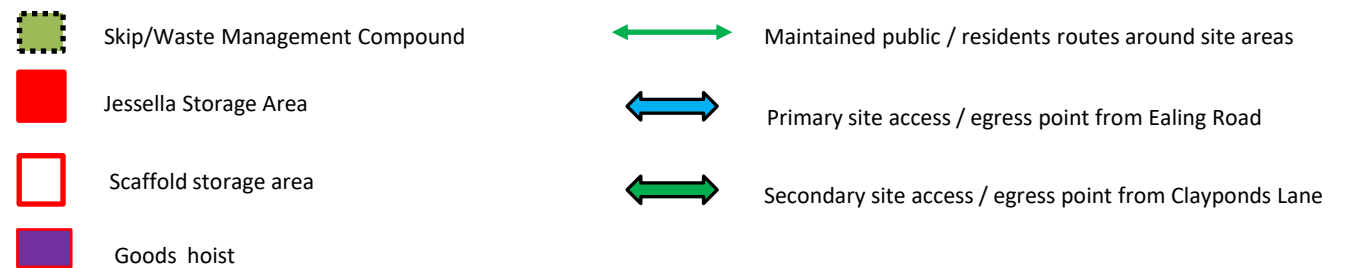 Skip/Waste Management Compound
Jessella Storage Area
Scaffold storage area
Goods hoist
Maintained public / residents routes around site areas
Primary site access / egress point from Ealing Road
Secondary site access / egress point from Clayponds Lane